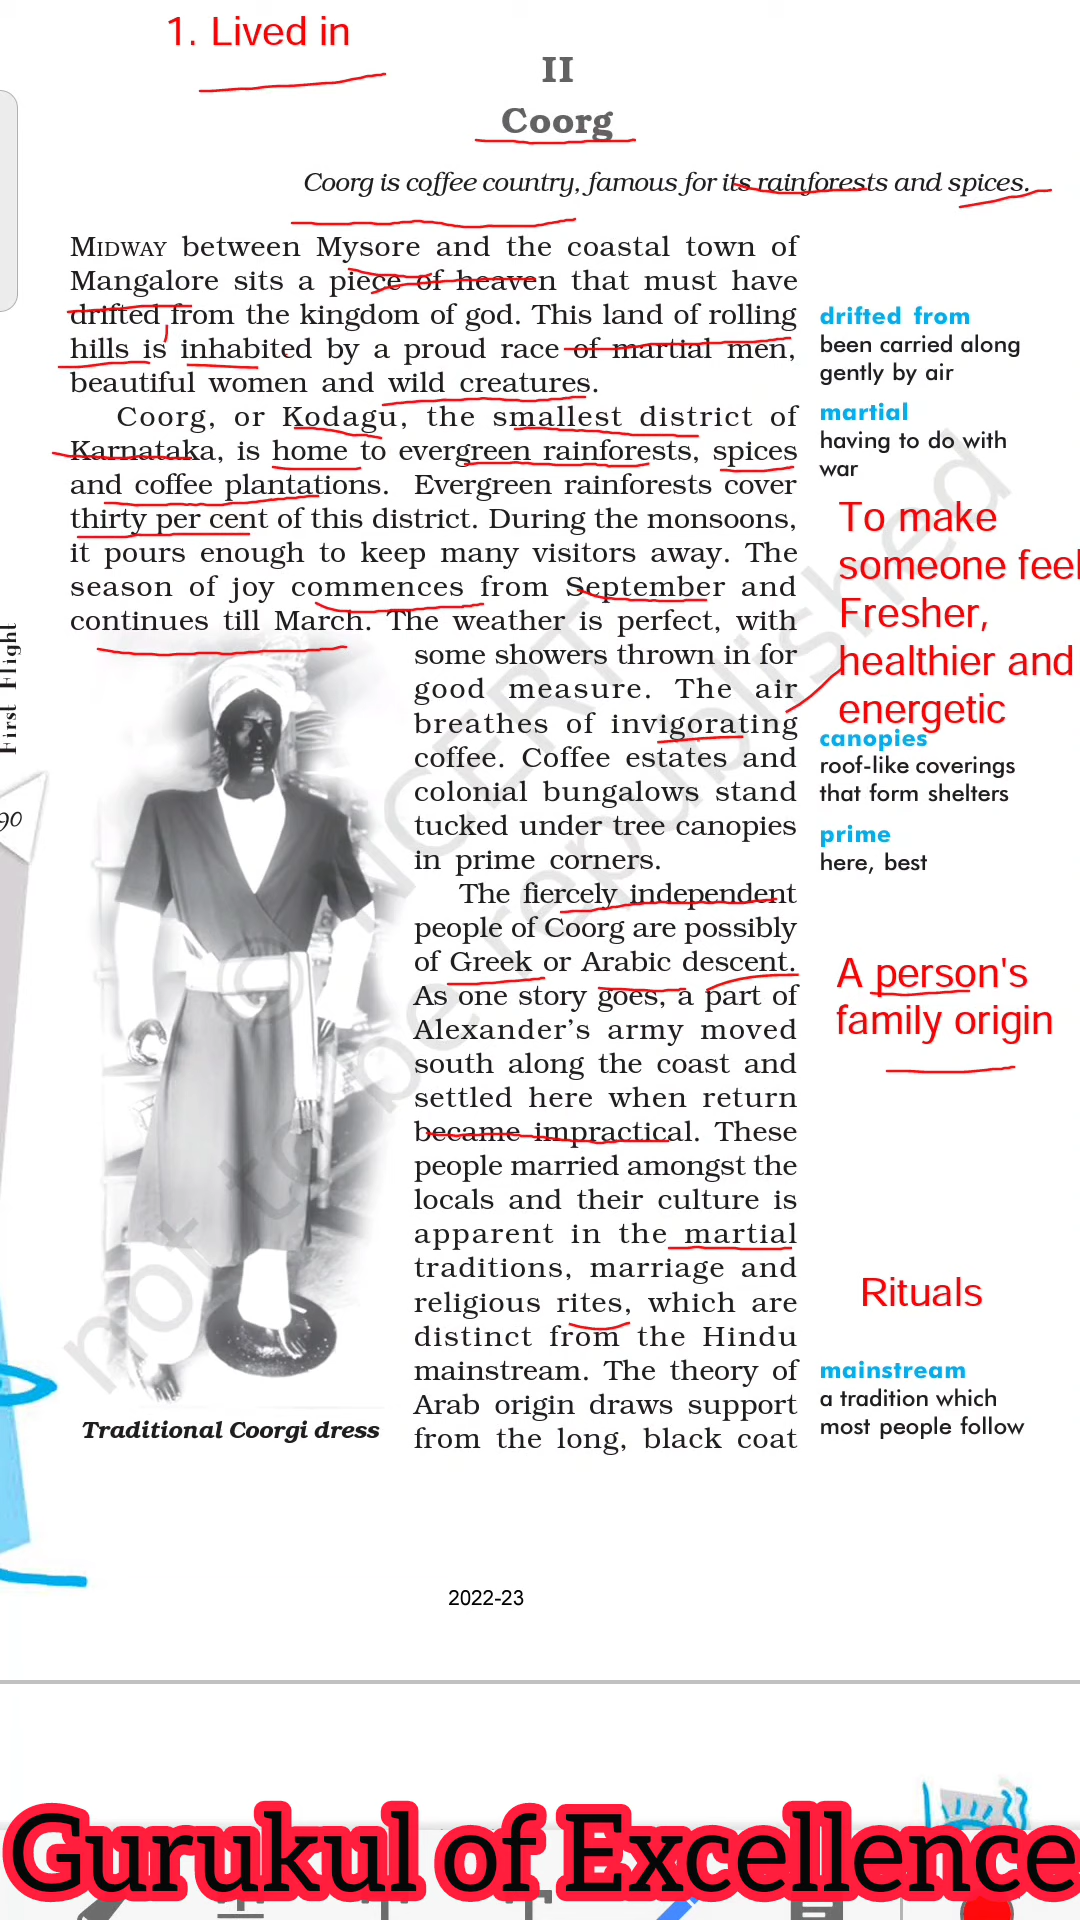 1. Lived in
II
Coorg
Coorg is coffee country, famous for its rainforests and spices.
MIDWAY between Mysore and the coastal town of
Mangalore sits a piece of heaven that must have
drifted from the kingdom of god. This land of rolling
hills is inhabited by a proud race of martial men,
beautiful women and wild creatures.
Coorg, or Kodagu, the smallest district of
Karnataka, is home to evergreen rainforests, spices
and coffee plantations. Evergreen rainforests cover
thirty per cent of this district. During the monsoons,
it pours enough to keep many visitors away. The
season of joy commences from September and
continues till March. The weather is perfect, with
some showers thrown in for
good measure. The air
breathes of invigorating
coffee. Coffee estates and
colonial bungalows stand
tucked under tree canopies
in prime corners.
The fiercely independent
people of Coorg are possibly
of Greek or Arabic descent.
As one story goes, a part of
Alexander's army moved
south along the coast and
settled here when return
became impractical. These
people married amongst the
locals and their culture is
apparent in the martial
traditions, marriage and
religious rites, which are
distinct from the Hindu
mainstream. The theory of
Arab origin draws support
from the long, black coat
drifted from
been carried along
gently by air
martial
having to do with
war
To make
someone feel
Fresher,
healthier and
energetic
canopies
roof-like coverings
that form shelters
prime
here, best
A person's
family origin
Rituals
mainstream
a tradition which
most people follow
Traditional Coorgi dress
First Flight
90
© NCERT
not to be republished
2022-23
Gurukul of Excellence